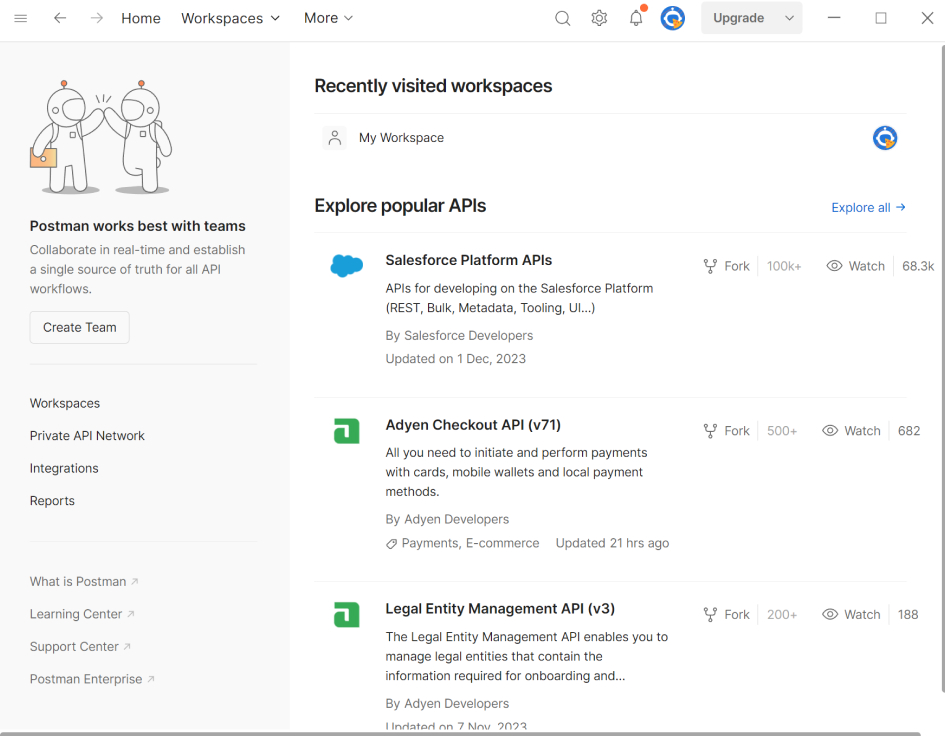 Home Workspaces More Upgrade
Postman works best with teams
Collaborate in real-time and establish
a single source of truth for all API
workflows.
Create Team
Workspaces
Private API Network
Integrations
Reports
What is Postman
Learning Center
Support Center
Postman Enterprise
Recently visited workspaces
My Workspace
Explore popular APIs
Explore all →
Salesforce Platform APIs
Fork 100k+ Watch 68.3k
APIs for developing on the Salesforce Platform
(REST, Bulk, Metadata, Tooling, UI...)
By Salesforce Developers
Updated on 1 Dec, 2023
Adyen Checkout API (v71)
Fork 500+ Watch 682
All you need to initiate and perform payments
with cards, mobile wallets and local payment
methods.
By Adyen Developers
Payments, E-commerce Updated 21 hrs ago
Legal Entity Management API (v3)
Fork 200+ Watch 188
The Legal Entity Management API enables you to
manage legal entities that contain the
information required for onboarding and...
By Adyen Developers
Updated on 7 Nov, 2023